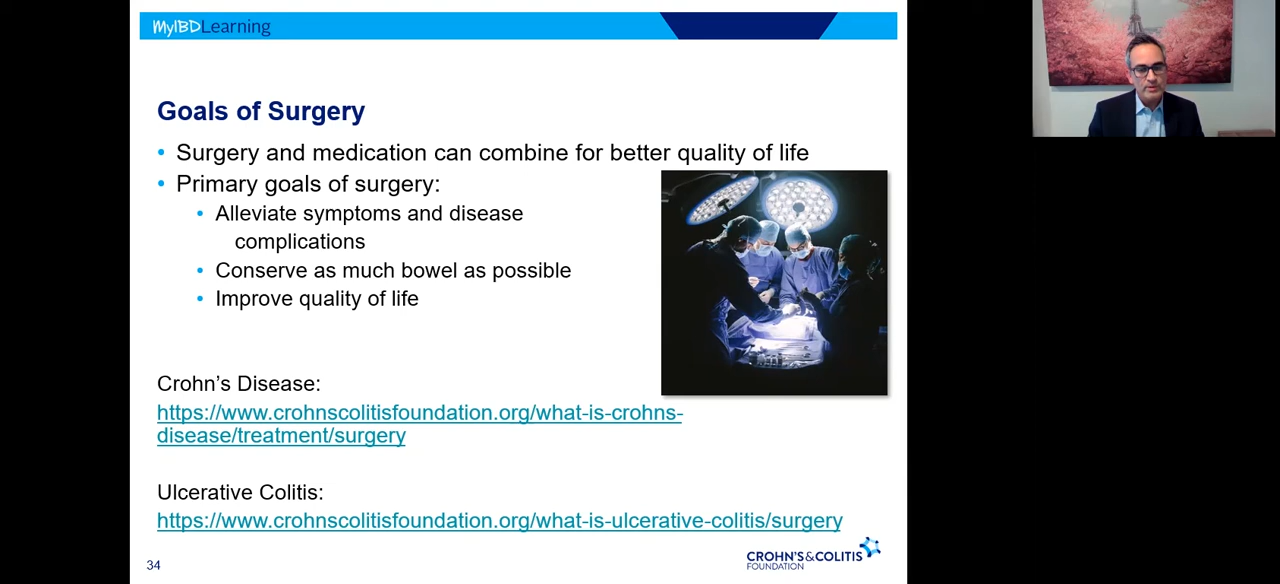 MyIBDLearning
Goals of Surgery
• Surgery and medication can combine for better quality of life
• Primary goals of surgery:
• Alleviate symptoms and disease
complications
• Conserve as much bowel as possible
• Improve quality of life
Crohn's Disease:
https://www.crohnscolitisfoundation.org/what-is-crohns-
disease/treatment/surgery
Ulcerative Colitis:
https://www.crohnscolitisfoundation.org/what-is-ulcerative-colitis/surgery
34
CROHN'S&COLITIS
FOUNDATION